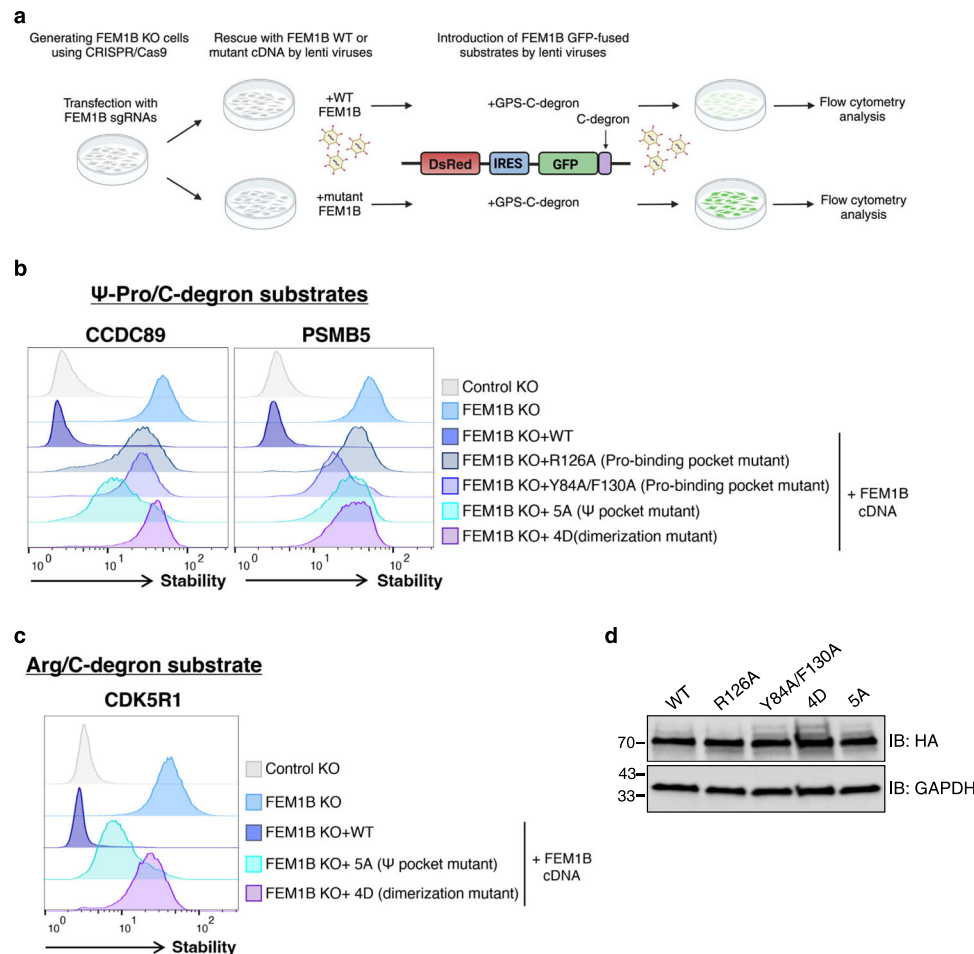 a
Generating FEM1B KO cells
using CRISPR/Cas9
Rescue with FEM1B WT or
mutant cDNA by lenti viruses
Introduction of FEM1B GFP-fused
substrates by lenti viruses
Transfection with
FEM1B sgRNAs
+WT
FEM1B
+GPS-C-degron
C-degron
Flow cytometry
analysis
DsRed
IRES
GFP
+mutant
FEM1B
+GPS-C-degron
Flow cytometry
analysis
b
Ψ-Pro/C-degron substrates
CCDC89
PSMB5
Control KO
FEM1B KO
FEM1B KO+WT
FEM1B KO+R126A (Pro-binding pocket mutant)
FEM1B KO+Y84A/F130A (Pro-binding pocket mutant)
FEM1B KO+ 5A (Ψ pocket mutant)
FEM1B KO+ 4D(dimerization mutant)
+ FEM1B
cDNA
10⁰ 10¹ 10² 10⁰ 10¹ 10²
Stability Stability
c
Arg/C-degron substrate
CDK5R1
Control KO
FEM1B KO
FEM1B KO+WT
FEM1B KO+ 5A (Ψ pocket mutant)
FEM1B KO+ 4D (dimerization mutant)
+ FEM1B
cDNA
10⁰ 10¹ 10²
Stability
d
WT R126A Y84A/F130A 4D 5A
70 IB: HA
43
33 IB: GAPDH